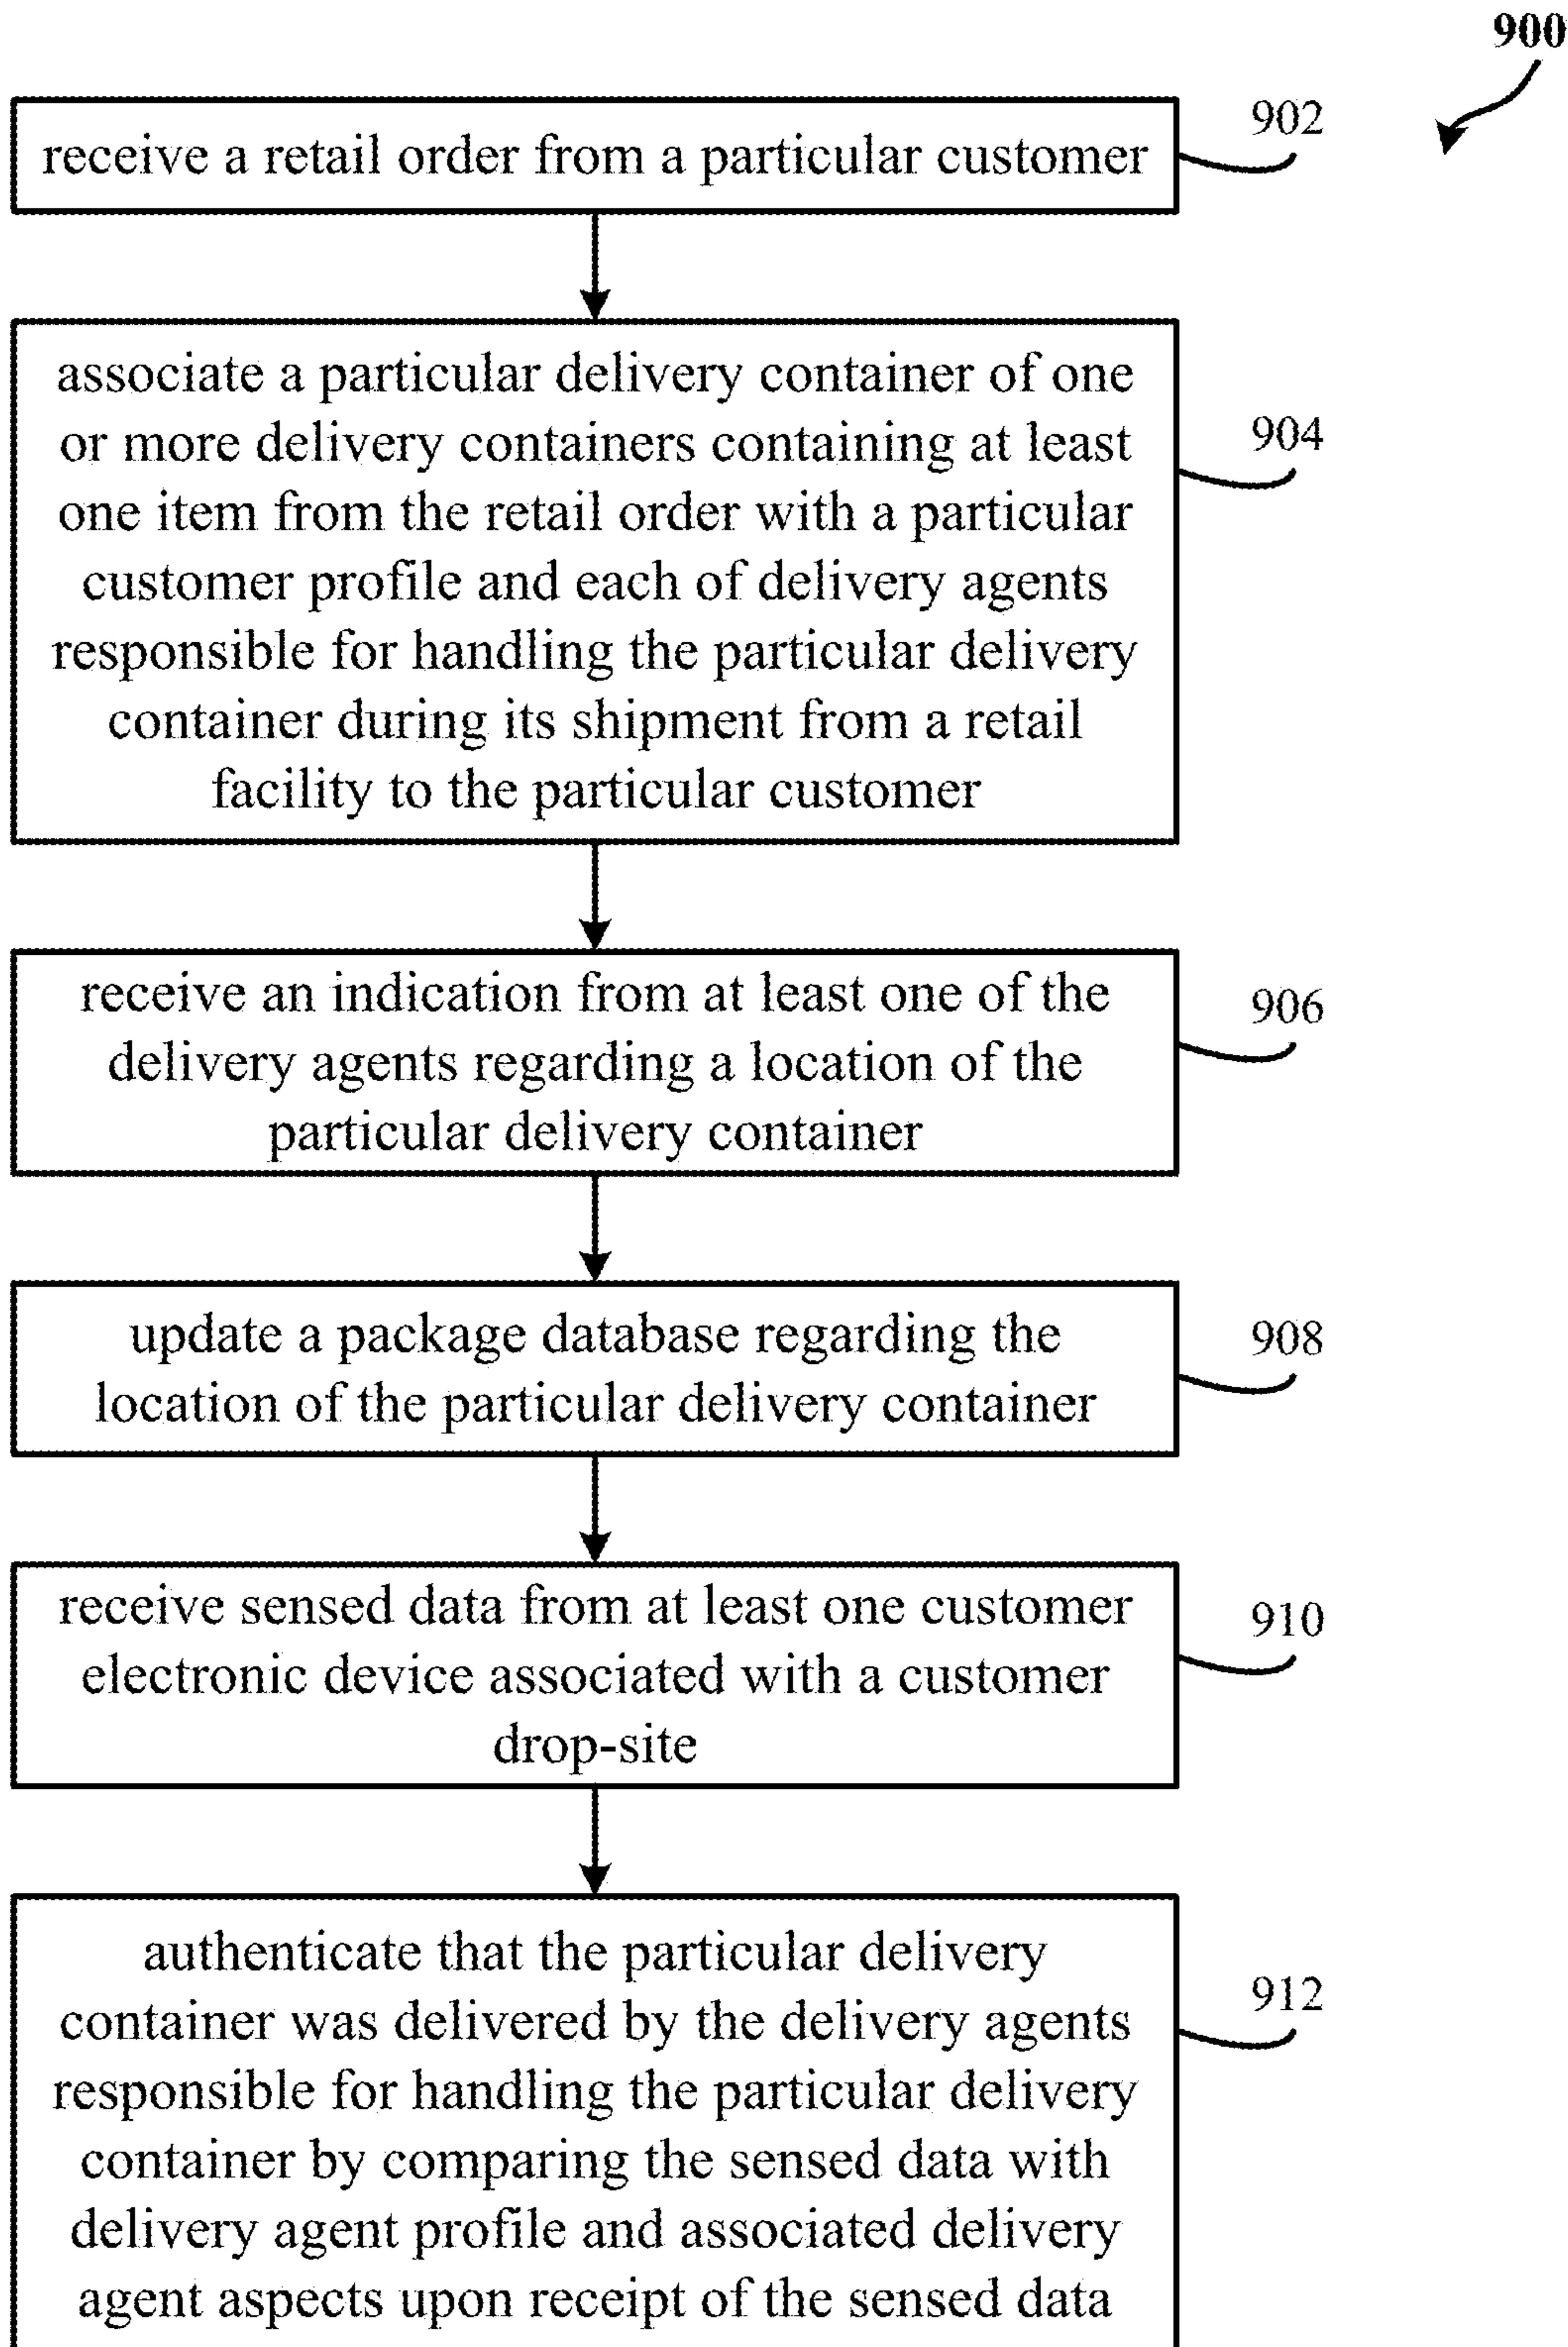 900
receive a retail order from a particular customer
902
associate a particular delivery container of one
or more delivery containers containing at least
one item from the retail order with a particular
customer profile and each of delivery agents
responsible for handling the particular delivery
container during its shipment from a retail
facility to the particular customer
904
receive an indication from at least one of the
delivery agents regarding a location of the
particular delivery container
906
update a package database regarding the
location of the particular delivery container
908
receive sensed data from at least one customer
electronic device associated with a customer
drop-site
910
authenticate that the particular delivery
container was delivered by the delivery agents
responsible for handling the particular delivery
container by comparing the sensed data with
delivery agent profile and associated delivery
agent aspects upon receipt of the sensed data
912